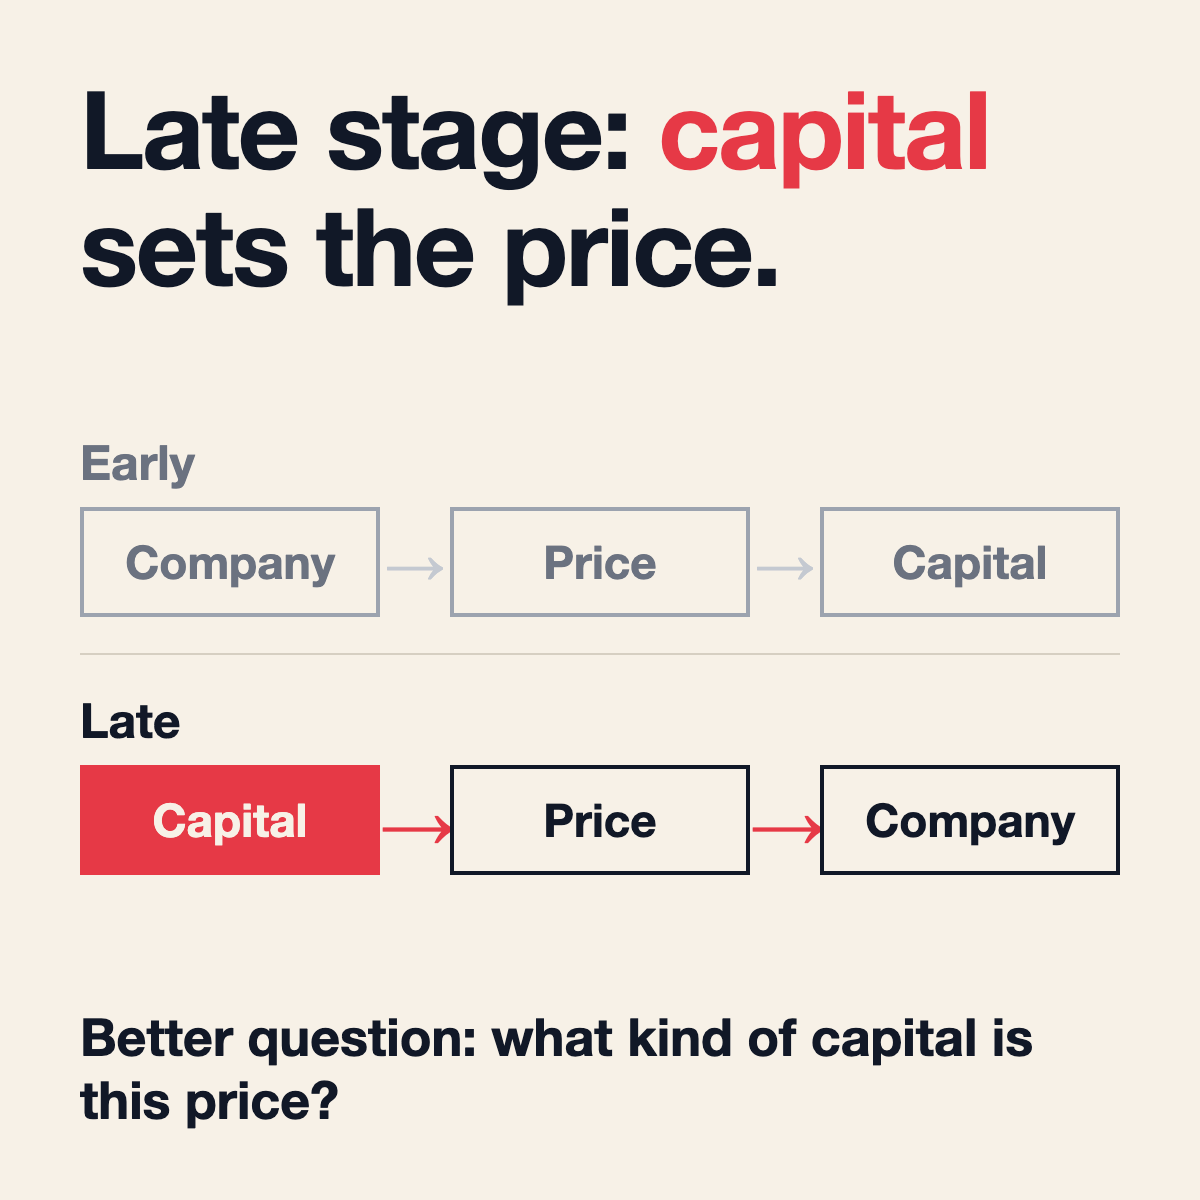 Late stage: capital
sets the price.
Early
Company → Price → Capital
Late
Capital → Price → Company
Better question: what kind of capital is
this price?